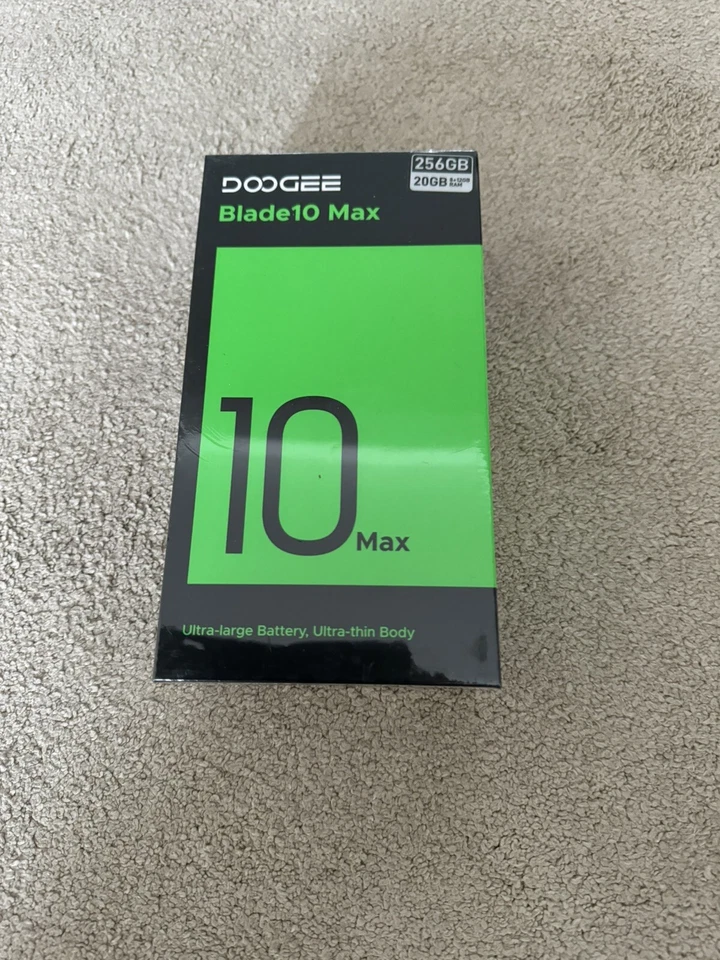 DOOGEE
256GB
20GB 8+12GB RAM
Blade10 Max
10 Max
Ultra-large Battery, Ultra-thin Body